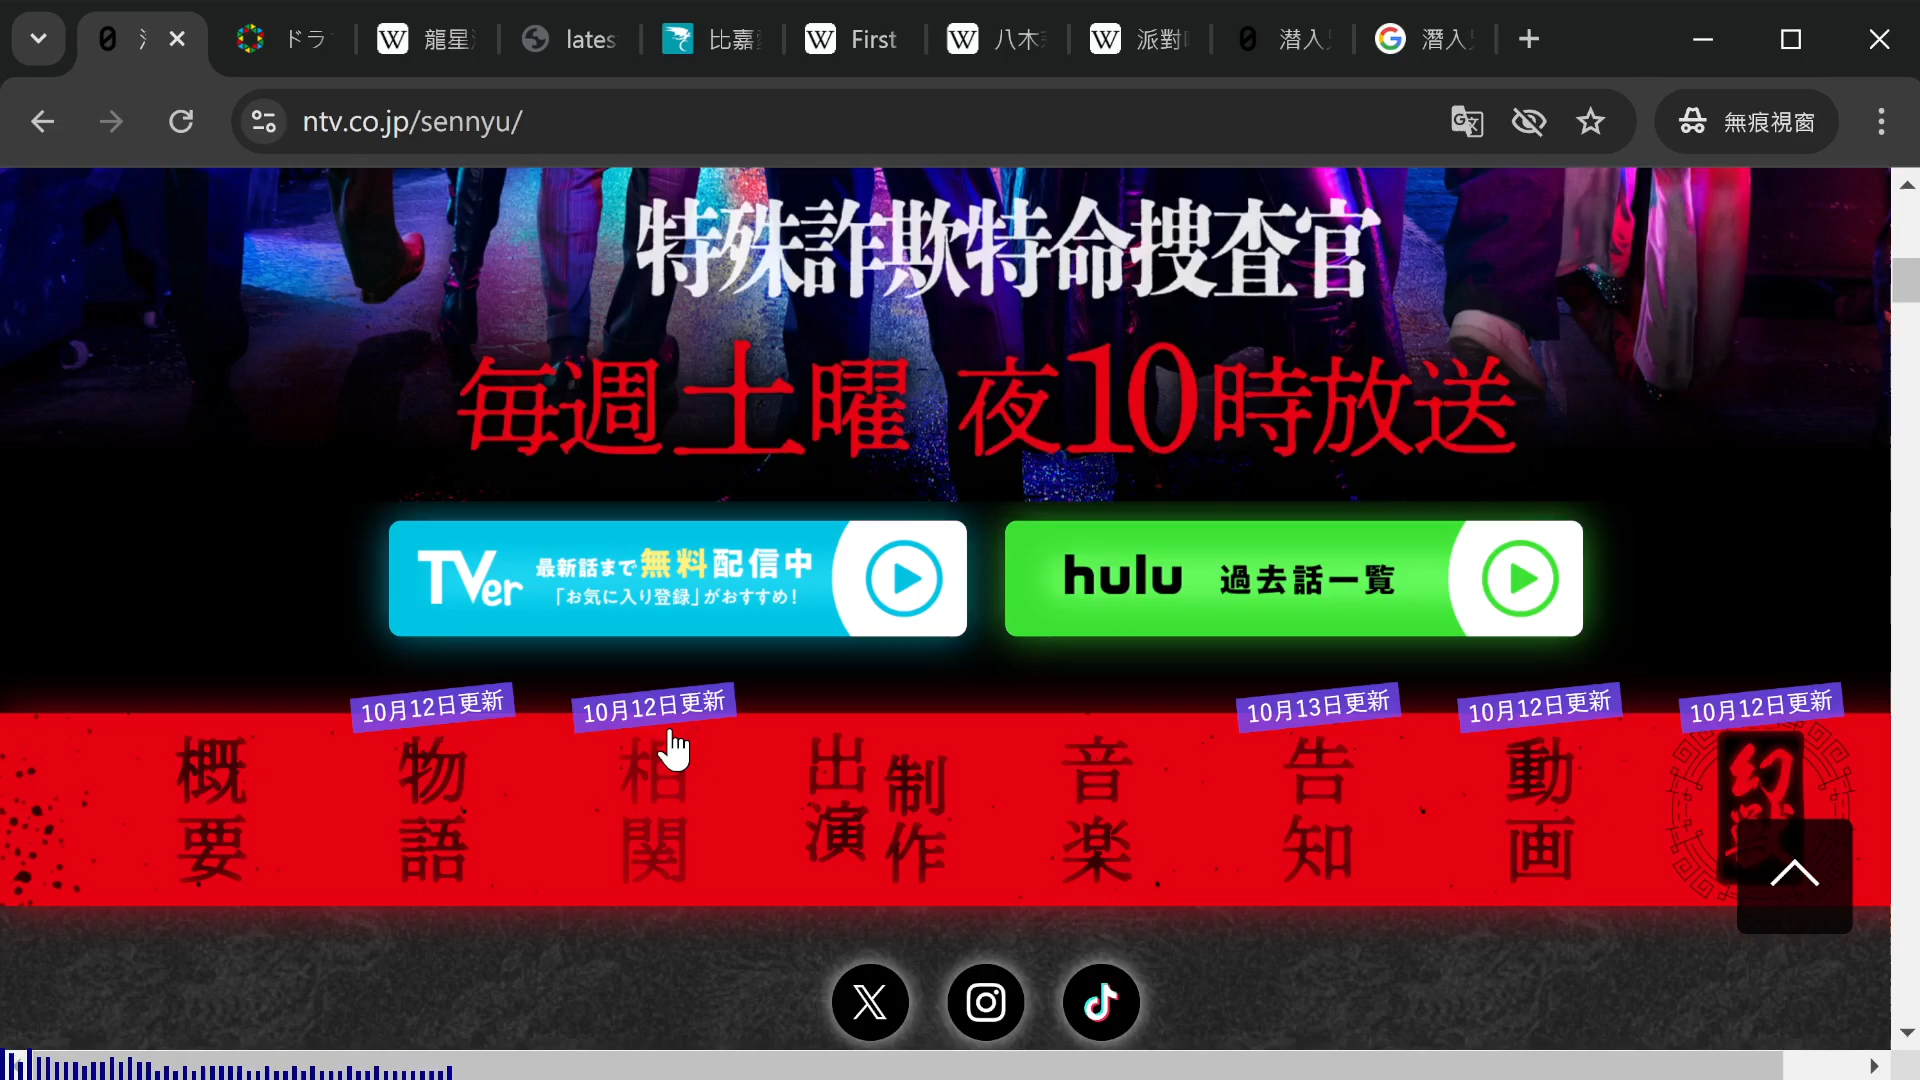 ドラ
龍星
lates
比嘉
First
八木
派對
潜入
潛入
ntv.co.jp/sennyu/
無痕視窗
特殊詐欺特命捜査官
毎週土曜 夜10時放送
TVer 最新話まで無料配信中
「お気に入り登録」がおすすめ!
hulu 過去話一覧
10月12日更新
10月12日更新
10月13日更新
10月12日更新
10月12日更新
概要
物語
相関
出演
制作
音楽
告知
動画